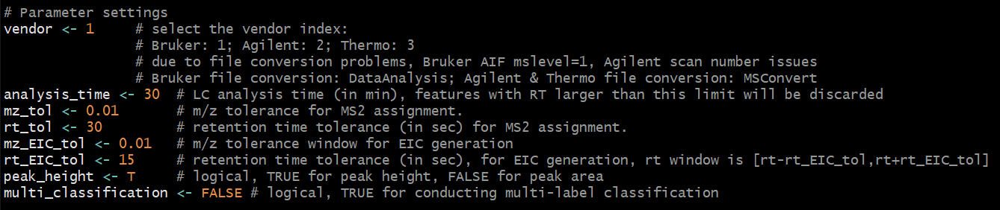 # Parameter settings
vendor <- 1     # select the vendor index:
                # Bruker: 1; Agilent: 2; Thermo: 3
                # due to file conversion problems, Bruker AIF mslevel=1, Agilent scan number issues
                # Bruker file conversion: DataAnalysis; Agilent & Thermo file conversion: MSConvert
analysis_time <- 30  # LC analysis time (in min), features with RT larger than this limit will be discarded
mz_tol <- 0.01       # m/z tolerance for MS2 assignment.
rt_tol <- 30         # retention time tolerance (in sec) for MS2 assignment.
mz_EIC_tol <- 0.01   # m/z tolerance window for EIC generation
rt_EIC_tol <- 15     # retention time tolerance (in sec), for EIC generation, rt window is [rt-rt_EIC_tol,rt+rt_EIC_tol]
peak_height <- T     # logical, TRUE for peak height, FALSE for peak area
multi_classification <- FALSE # logical, TRUE for conducting multi-label classification